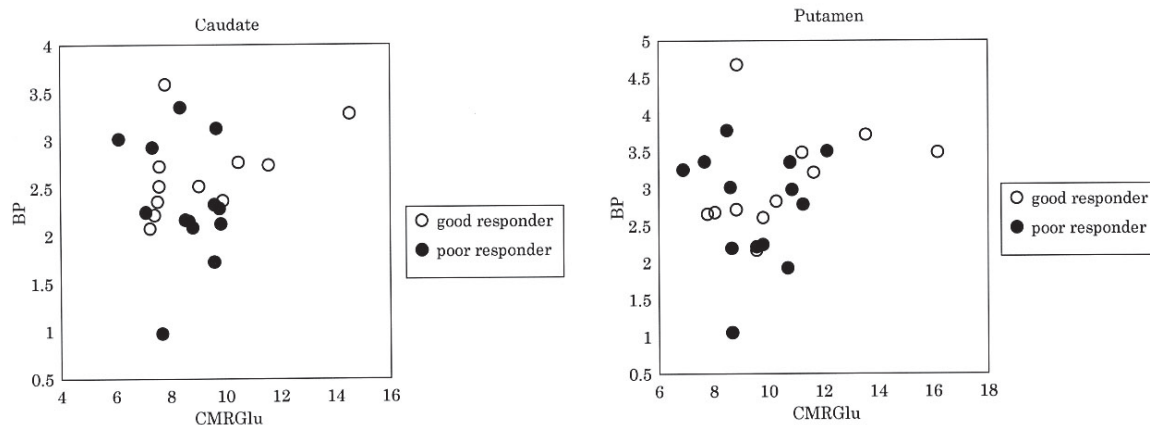 Caudate
4
3.5
3
2.5
2
1.5
1
0.5
BP
4 6 8 10 12 14 16
CMRGlu
good responder
poor responder
Putamen
5
4.5
4
3.5
3
2.5
2
1.5
1
0.5
BP
6 8 10 12 14 16 18
CMRGlu
good responder
poor responder